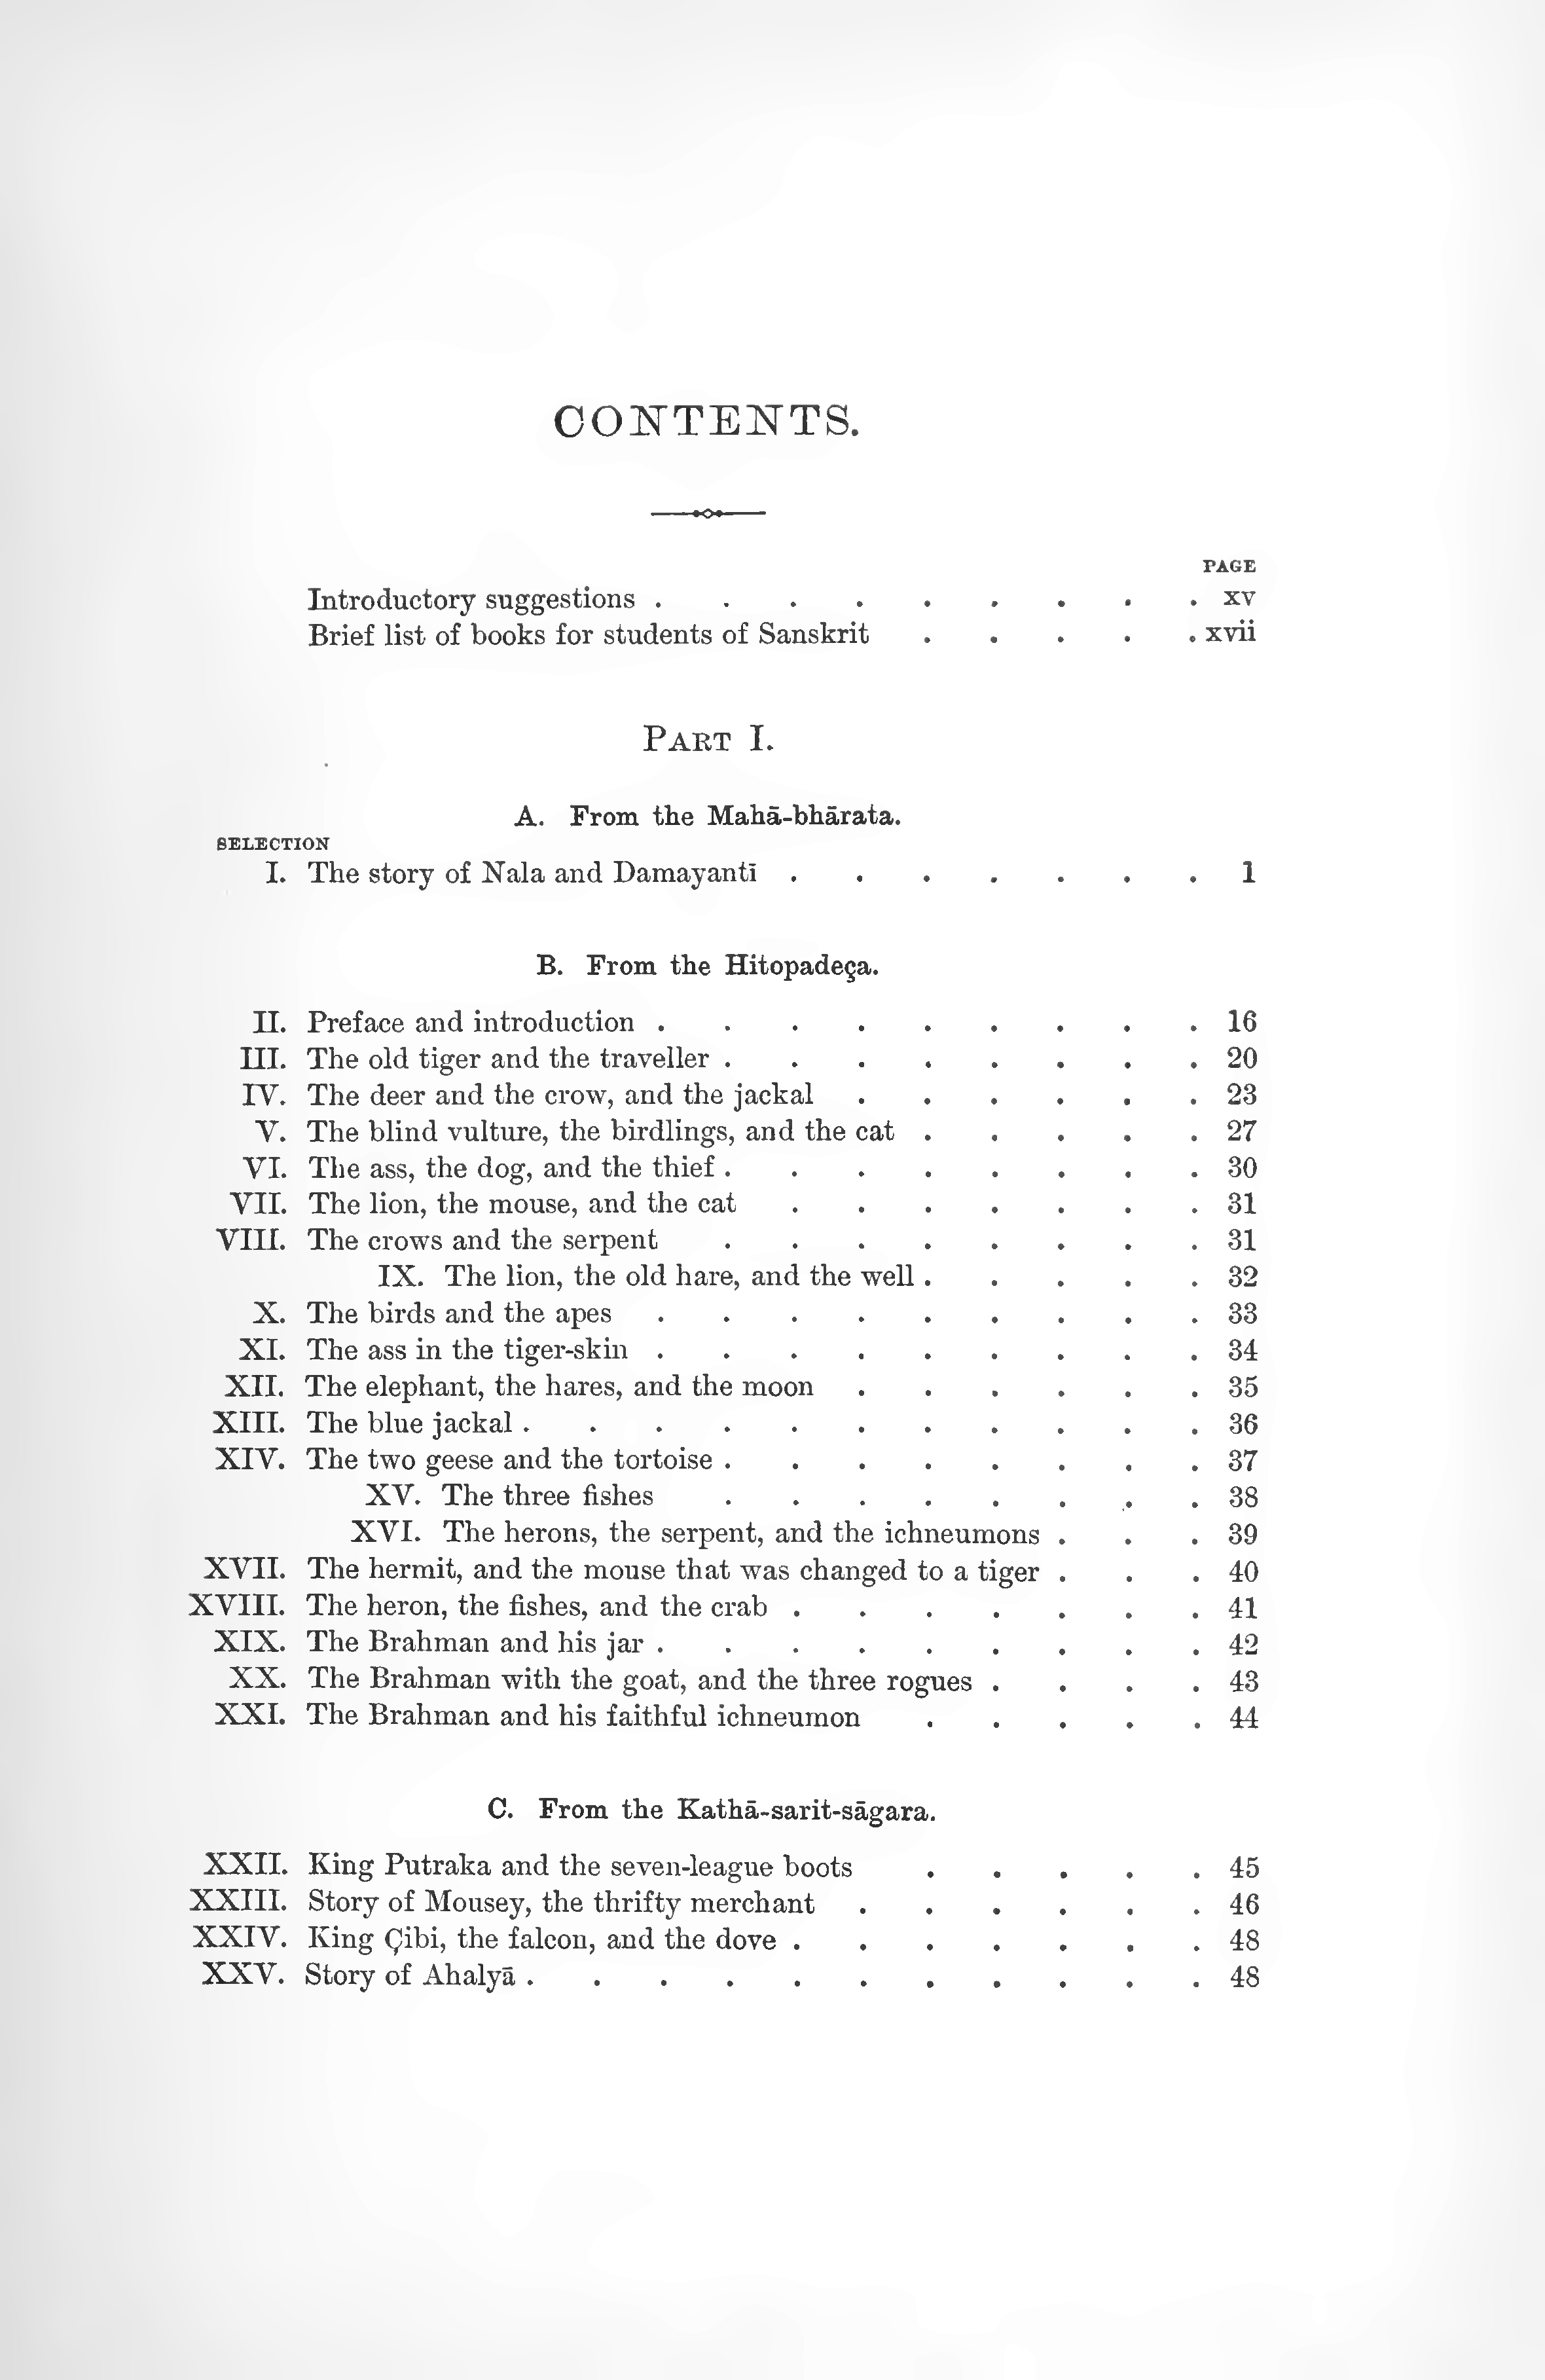 CONTENTS.
PAGE
Introductory suggestions . . . . . . . . . xv
Brief list of books for students of Sanskrit . . . . . xvii
PART I.
A. From the Mahā-bhārata.
SELECTION
I. The story of Nala and Damayantī . . . . . . . 1
B. From the Hitopadeça.
II. Preface and introduction . . . . . . . . . 16
III. The old tiger and the traveller . . . . . . . . 20
IV. The deer and the crow, and the jackal . . . . . . 23
V. The blind vulture, the birdlings, and the cat . . . . . 27
VI. The ass, the dog, and the thief . . . . . . . . 30
VII. The lion, the mouse, and the cat . . . . . . . 31
VIII. The crows and the serpent . . . . . . . . 31
IX. The lion, the old hare, and the well . . . . . 32
X. The birds and the apes . . . . . . . . . 33
XI. The ass in the tiger-skin . . . . . . . . . 34
XII. The elephant, the hares, and the moon . . . . . . 35
XIII. The blue jackal . . . . . . . . . . . 36
XIV. The two geese and the tortoise . . . . . . . . 37
XV. The three fishes . . . . . . . . 38
XVI. The herons, the serpent, and the ichneumons . . . 39
XVII. The hermit, and the mouse that was changed to a tiger . . . 40
XVIII. The heron, the fishes, and the crab . . . . . . . 41
XIX. The Brahman and his jar . . . . . . . . . 42
XX. The Brahman with the goat, and the three rogues . . . . 43
XXI. The Brahman and his faithful ichneumon . . . . . 44
C. From the Kathā-sarit-sāgara.
XXII. King Putraka and the seven-league boots . . . . . 45
XXIII. Story of Mousey, the thrifty merchant . . . . . . 46
XXIV. King Çibi, the falcon, and the dove . . . . . . . 48
XXV. Story of Ahalyā . . . . . . . . . . . 48